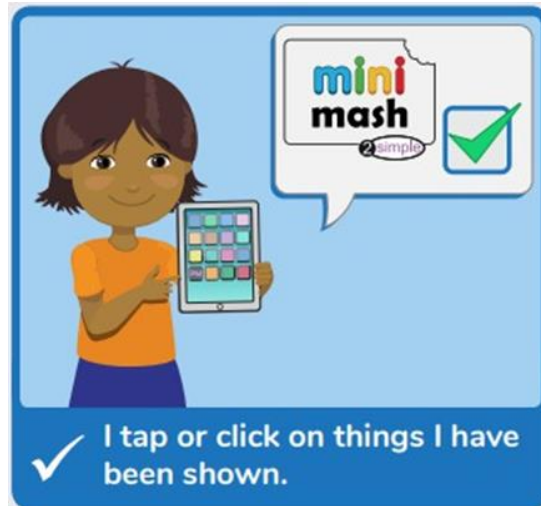 mini
mash
2simple
I tap or click on things I have
been shown.